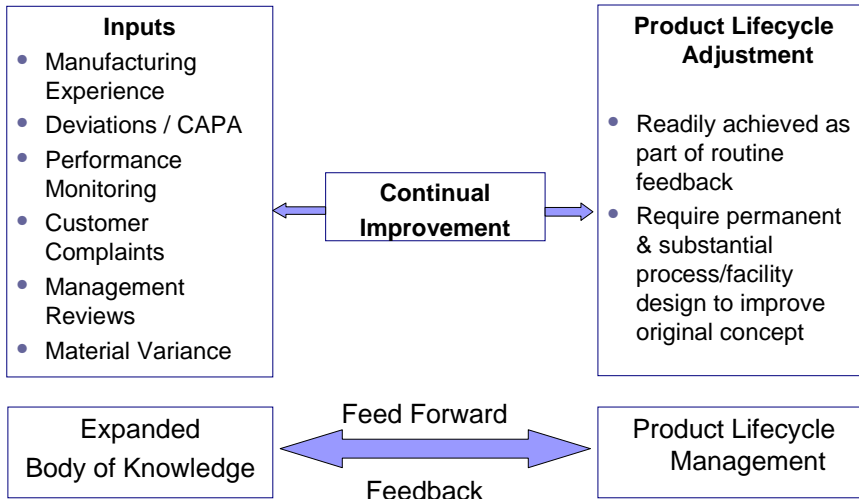 Inputs
• Manufacturing
Experience
• Deviations / CAPA
• Performance
Monitoring
• Customer
Complaints
• Management
Reviews
• Material Variance
Continual
Improvement
Product Lifecycle
Adjustment
• Readily achieved as
part of routine
feedback
• Require permanent
& substantial
process/facility
design to improve
original concept
Expanded
Body of Knowledge
Feed Forward
Feedback
Product Lifecycle
Management